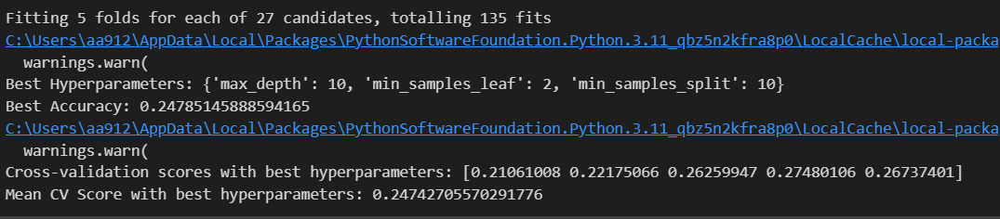 Fitting 5 folds for each of 27 candidates, totalling 135 fits
C:\Users\aa912\AppData\Local\Packages\PythonSoftwareFoundation.Python.3.11_qbz5n2kfra8p0\LocalCache\local-packa
  warnings.warn(
Best Hyperparameters: {'max_depth': 10, 'min_samples_leaf': 2, 'min_samples_split': 10}
Best Accuracy: 0.24785145888594165
C:\Users\aa912\AppData\Local\Packages\PythonSoftwareFoundation.Python.3.11_qbz5n2kfra8p0\LocalCache\local-packa
  warnings.warn(
Cross-validation scores with best hyperparameters: [0.21061008 0.22175066 0.26259947 0.27480106 0.26737401]
Mean CV Score with best hyperparameters: 0.24742705570291776